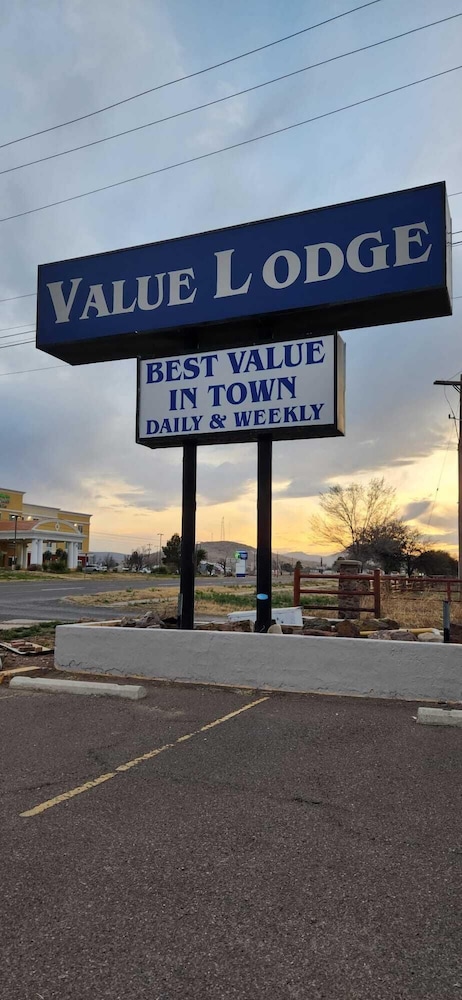 VALUE LODGE
BEST VALUE
IN TOWN
DAILY & WEEKLY